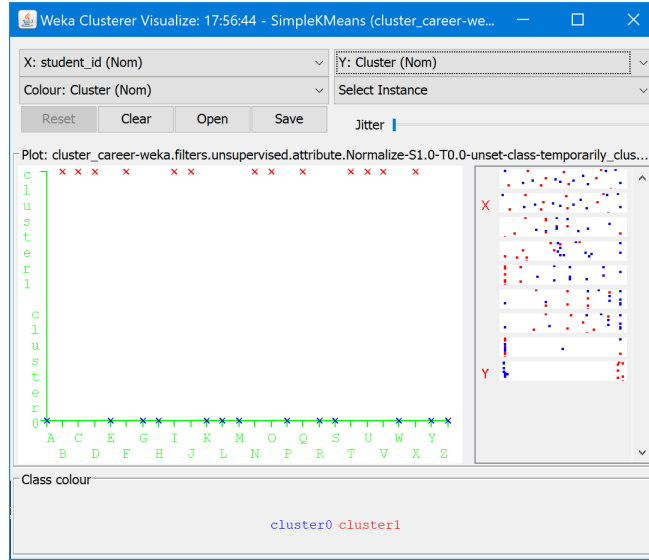 Weka Clusterer Visualize: 17:56:44 - SimpleKMeans (cluster_career-we...
X: student_id (Nom)
Y: Cluster (Nom)
Colour: Cluster (Nom)
Select Instance
Reset
Clear
Open
Save
Jitter
Plot: cluster_career-weka.filters.unsupervised.attribute.Normalize-S1.0-T0.0-unset-class-temporarily_clus...
cluster1
cluster0
A C E G I K M O Q S U W Y
B D F H J L N P R T V X Z
X
Y
Class colour
cluster0 cluster1